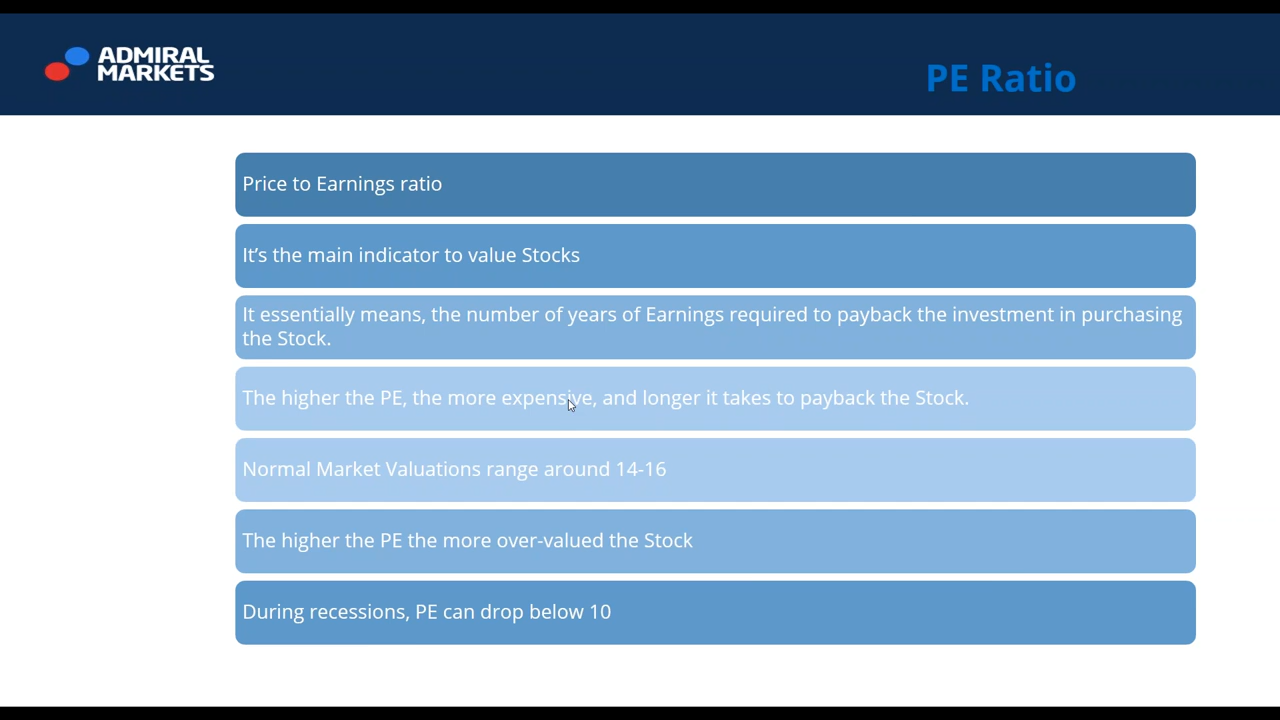 ADMIRAL
MARKETS
PE Ratio
Price to Earnings ratio
It’s the main indicator to value Stocks
It essentially means, the number of years of Earnings required to payback the investment in purchasing
the Stock.
The higher the PE, the more expensive, and longer it takes to payback the Stock.
Normal Market Valuations range around 14-16
The higher the PE the more over-valued the Stock
During recessions, PE can drop below 10